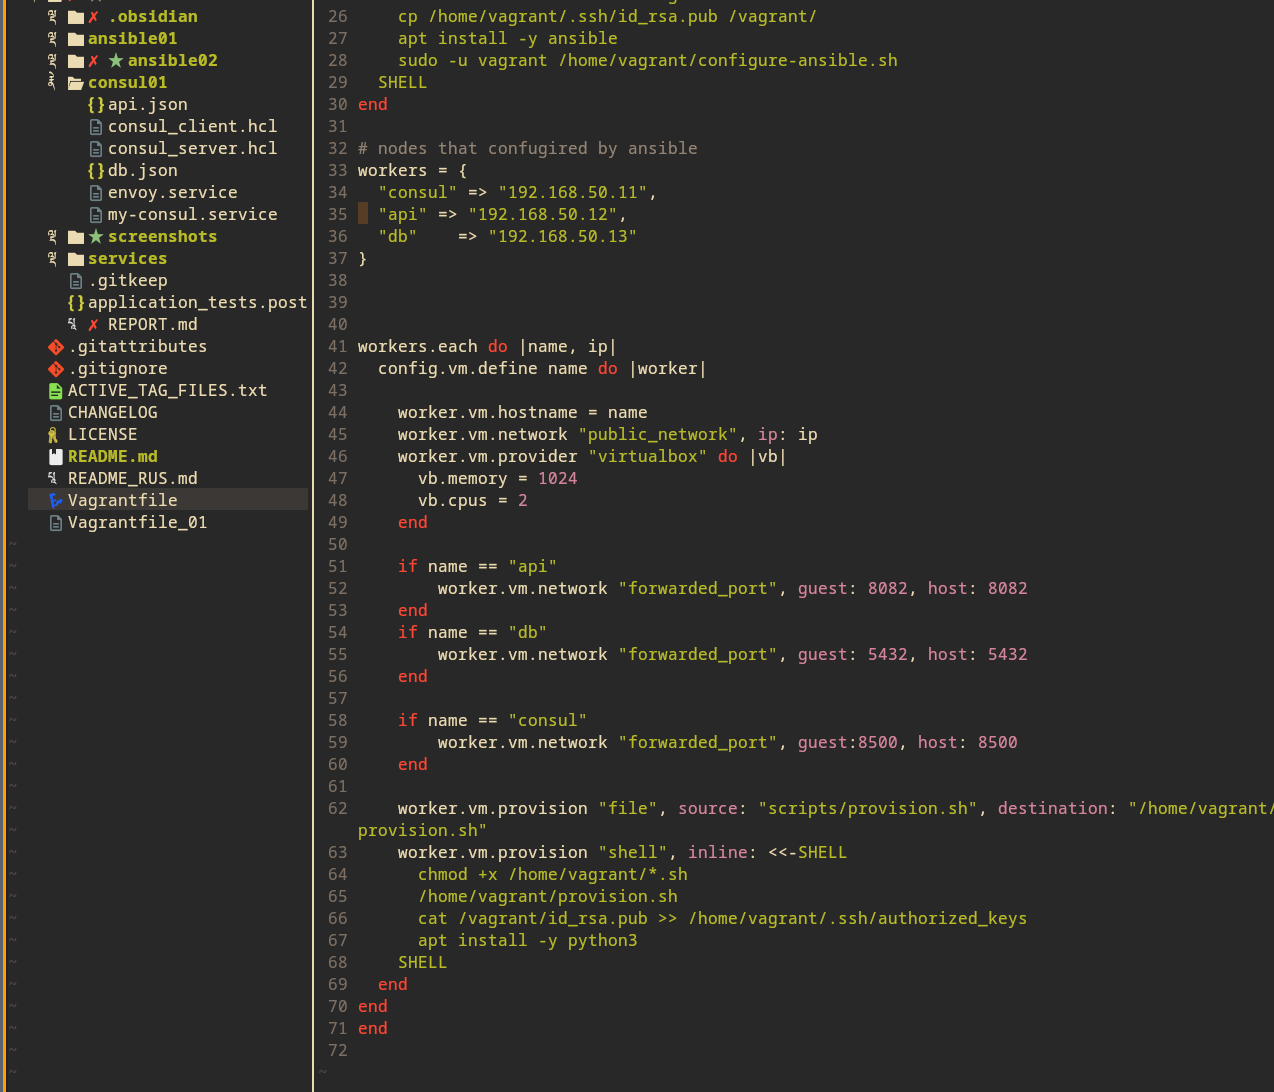 .obsidian
ansible01
ansible02
consul01
api.json
consul_client.hcl
consul_server.hcl
db.json
envoy.service
my-consul.service
screenshots
services
.gitkeep
application_tests.post
REPORT.md
.gitattributes
.gitignore
ACTIVE_TAG_FILES.txt
CHANGELOG
LICENSE
README.md
README_RUS.md
Vagrantfile
Vagrantfile_01
26 cp /home/vagrant/.ssh/id_rsa.pub /vagrant/
27 apt install -y ansible
28 sudo -u vagrant /home/vagrant/configure-ansible.sh
29 SHELL
30 end
31
32 # nodes that confugired by ansible
33 workers = {
34 "consul" => "192.168.50.11",
35 "api" => "192.168.50.12",
36 "db"    => "192.168.50.13"
37 }
38
39
40
41 workers.each do |name, ip|
42 config.vm.define name do |worker|
43
44 worker.vm.hostname = name
45 worker.vm.network "public_network", ip: ip
46 worker.vm.provider "virtualbox" do |vb|
47 vb.memory = 1024
48 vb.cpus = 2
49 end
50
51 if name == "api"
52 worker.vm.network "forwarded_port", guest: 8082, host: 8082
53 end
54 if name == "db"
55 worker.vm.network "forwarded_port", guest: 5432, host: 5432
56 end
57
58 if name == "consul"
59 worker.vm.network "forwarded_port", guest:8500, host: 8500
60 end
61
62 worker.vm.provision "file", source: "scripts/provision.sh", destination: "/home/vagrant/
provision.sh"
63 worker.vm.provision "shell", inline: <<-SHELL
64 chmod +x /home/vagrant/*.sh
65 /home/vagrant/provision.sh
66 cat /vagrant/id_rsa.pub >> /home/vagrant/.ssh/authorized_keys
67 apt install -y python3
68 SHELL
69 end
70 end
71 end
72